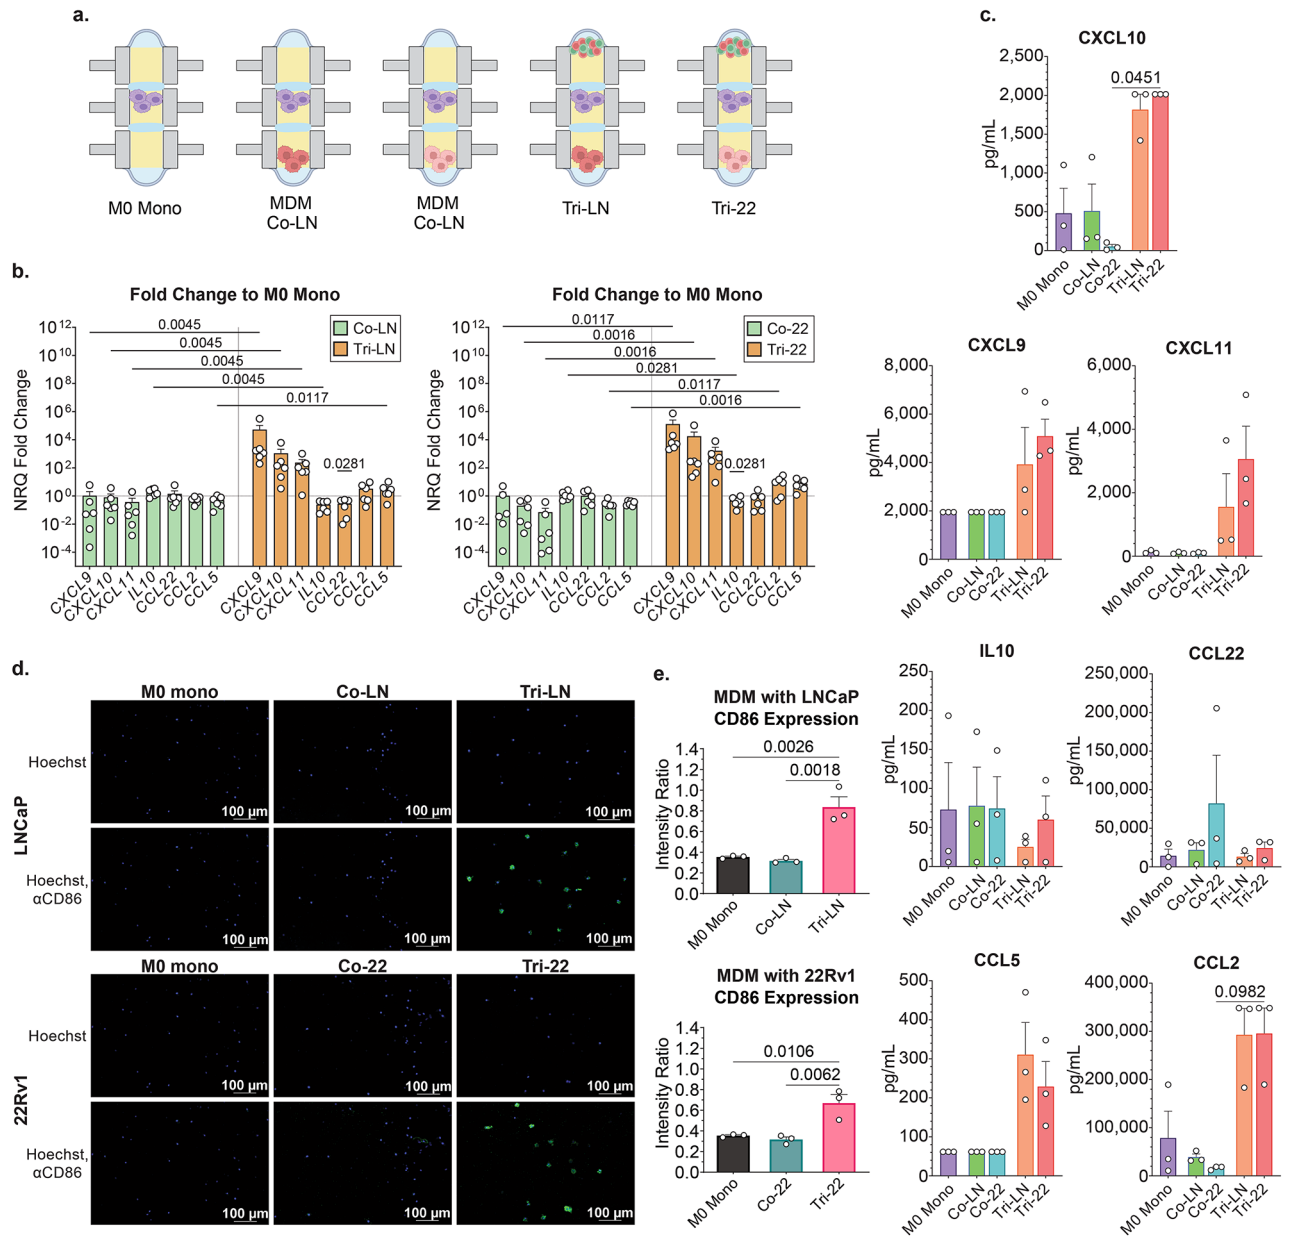 a.
M0 Mono
MDM
Co-LN
MDM
Co-LN
Tri-LN
Tri-22
b.
Fold Change to M0 Mono
NRQ Fold Change
10^12
10^10
10^8
10^6
10^4
10^2
10^0
10^-2
10^-4
0.0045
0.0045
0.0045
0.0045
0.0117
0.0281
Co-LN
Tri-LN
CXCL9
CXCL10
CXCL11
IL10
CCL22
CCL2
CCL5
CXCL9
CXCL10
CXCL11
IL10
CCL22
CCL2
CCL5
Fold Change to M0 Mono
NRQ Fold Change
10^12
10^10
10^8
10^6
10^4
10^2
10^0
10^-2
10^-4
0.0117
0.0016
0.0016
0.0281
0.0117
0.0016
0.0281
Co-22
Tri-22
CXCL9
CXCL10
CXCL11
IL10
CCL22
CCL2
CCL5
CXCL9
CXCL10
CXCL11
IL10
CCL22
CCL2
CCL5
c.
CXCL10
pg/mL
2,500
2,000
1,500
1,000
500
0
0.0451
M0 Mono
Co-LN
Co-22
Tri-LN
Tri-22
CXCL9
pg/mL
8,000
6,000
4,000
2,000
0
M0 Mono
Co-LN
Co-22
Tri-LN
Tri-22
CXCL11
pg/mL
6,000
4,000
2,000
0
M0 Mono
Co-LN
Co-22
Tri-LN
Tri-22
IL10
pg/mL
250
200
150
100
50
0
M0 Mono
Co-LN
Co-22
Tri-LN
Tri-22
CCL22
pg/mL
250,000
200,000
150,000
100,000
50,000
0
M0 Mono
Co-LN
Co-22
Tri-LN
Tri-22
CCL5
pg/mL
500
400
300
200
100
0
M0 Mono
Co-LN
Co-22
Tri-LN
Tri-22
CCL2
pg/mL
400,000
300,000
200,000
100,000
0
0.0982
M0 Mono
Co-LN
Co-22
Tri-LN
Tri-22
d.
M0 mono
Co-LN
Tri-LN
LNCaP
Hoechst
100 µm
100 µm
100 µm
Hoechst,
αCD86
100 µm
100 µm
100 µm
M0 mono
Co-22
Tri-22
22Rv1
Hoechst
100 µm
100 µm
100 µm
Hoechst,
αCD86
100 µm
100 µm
100 µm
e.
MDM with LNCaP
CD86 Expression
Intensity Ratio
1.4
1.2
1.0
0.8
0.6
0.4
0.2
0.0
0.0026
0.0018
M0 Mono
Co-LN
Tri-LN
MDM with 22Rv1
CD86 Expression
Intensity Ratio
1.4
1.2
1.0
0.8
0.6
0.4
0.2
0.0
0.0106
0.0062
M0 Mono
Co-22
Tri-22